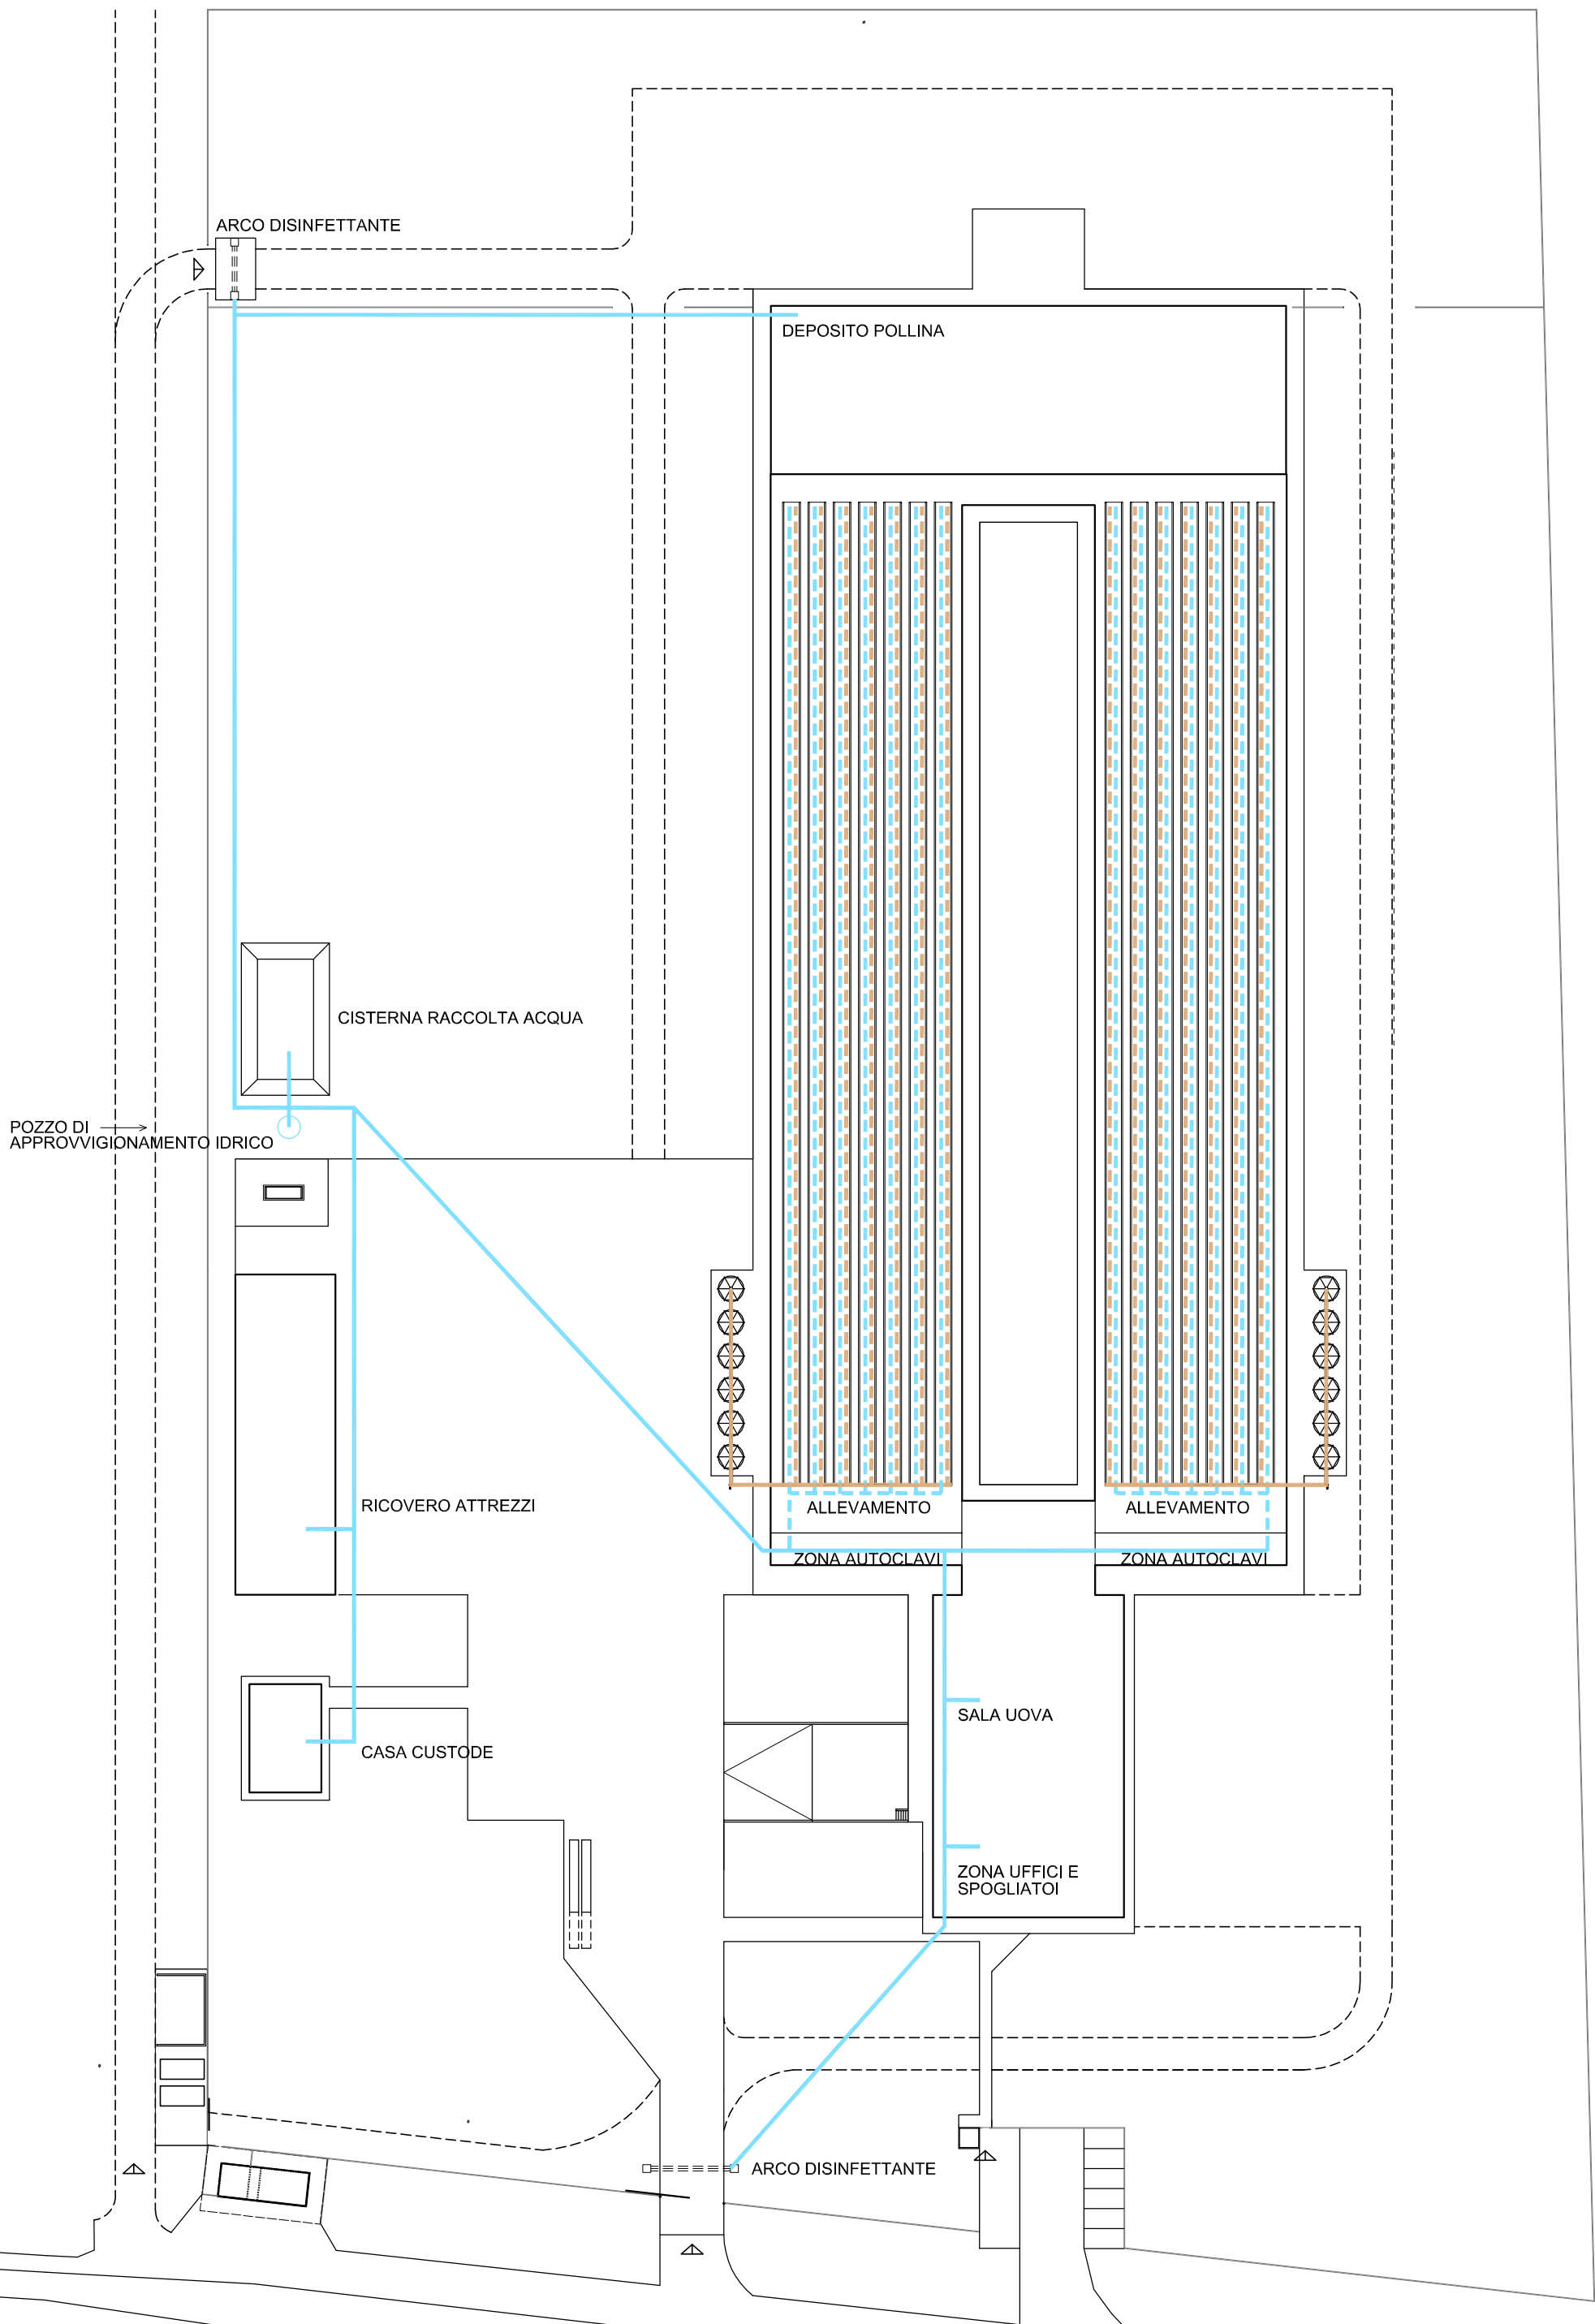 ARCO DISINFETTANTE
DEPOSITO POLLINA
CISTERNA RACCOLTA ACQUA
POZZO DI
APPROVVIGIONAMENTO IDRICO
RICOVERO ATTREZZI
ALLEVAMENTO
ALLEVAMENTO
ZONA AUTOCLAVI
ZONA AUTOCLAVI
SALA UOVA
CASA CUSTODE
ZONA UFFICI E
SPOGLIATOI
ARCO DISINFETTANTE